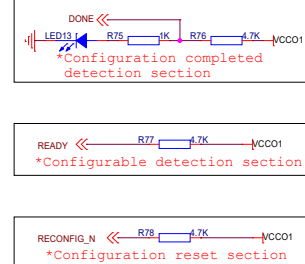 DONE
LED13 R75 1K R76 4.7K VCCO1
*Configuration completed
detection section
READY R77 4.7K VCCO1
*Configurable detection section
RECONFIG_N R78 4.7K VCCO1
*Configuration reset section